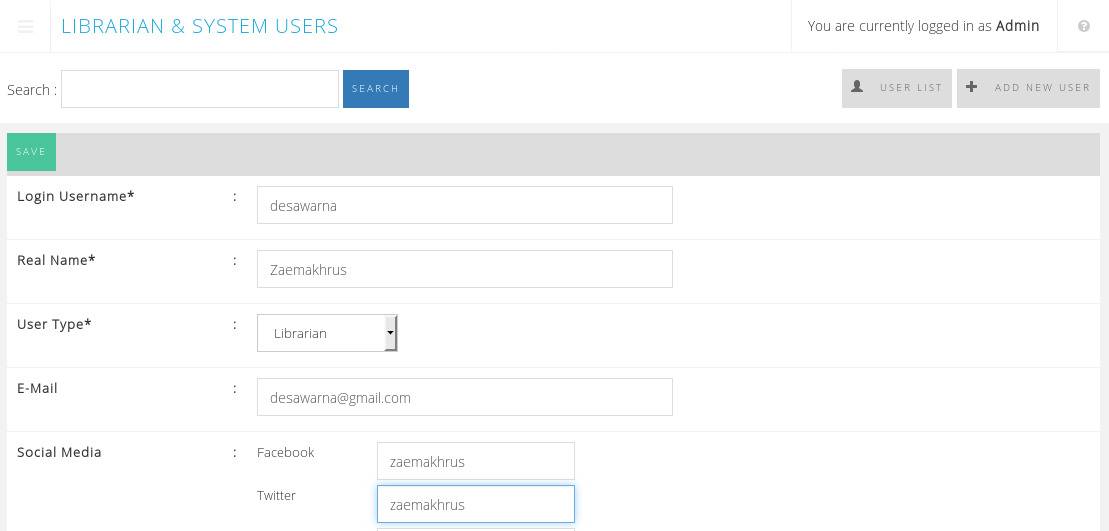 LIBRARIAN & SYSTEM USERS
You are currently logged in as Admin
Search :
SEARCH
USER LIST
ADD NEW USER
SAVE
Login Username* : desawarna
Real Name* : Zaemakhrus
User Type* : Librarian
E-Mail : desawarna@gmail.com
Social Media : Facebook zaemakhrus
Twitter zaemakhrus